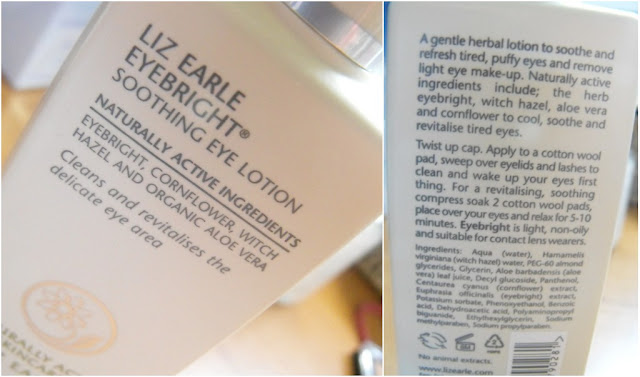 LIZ EARLE
EYEBRIGHT®
SOOTHING EYE LOTION
NATURALLY ACTIVE INGREDIENTS
EYEBRIGHT, CORNFLOWER, WITCH
HAZEL AND ORGANIC ALOE VERA
Cleans and revitalises the
delicate eye area
A gentle herbal lotion to soothe and
refresh tired, puffy eyes and remove
light eye make-up. Naturally active
ingredients include; the herb
eyebright, witch hazel, aloe vera
and cornflower to cool, soothe and
revitalise tired eyes.
Twist up cap. Apply to a cotton wool
pad, sweep over eyelids and lashes to
clean and wake up your eyes first
thing. For a revitalising, soothing
compress soak 2 cotton wool pads,
place over your eyes and relax for 5-10
minutes. Eyebright is light, non-oily
and suitable for contact lens wearers.
Ingredients: Aqua (water), Hamamelis
virginiana (witch hazel) water, PEG-60 almond
glycerides, Glycerin, Aloe barbadensis (aloe
vera) leaf juice, Decyl glucoside, Panthenol,
Centaurea cyanus (cornflower) extract,
Euphrasia officinalis (eyebright) extract,
Potassium sorbate, Phenoxyethanol, Benzoic
acid, Dehydroacetic acid, Polyaminopropyl
biguanide, Ethylhexylglycerin, Sodium
methylparaben, Sodium propylparaben.
No animal extracts.
www.lizearle.com